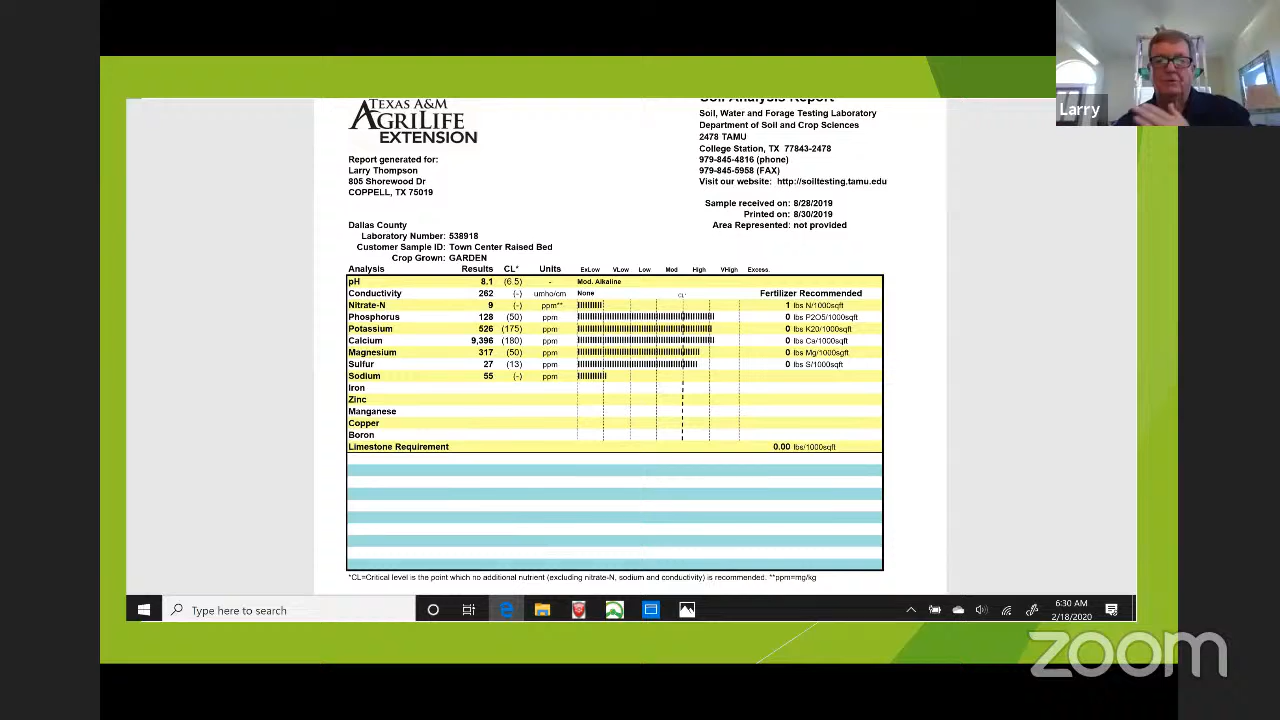 Larry
TEXAS A&M
AGRILIFE
EXTENSION
Soil Analysis Report
Soil, Water and Forage Testing Laboratory
Department of Soil and Crop Sciences
2478 TAMU
College Station, TX 77843-2478
979-845-4816 (phone)
979-845-5958 (FAX)
Visit our website: http://soiltesting.tamu.edu
Report generated for:
Larry Thompson
805 Shorewood Dr
COPPELL, TX 75019
Sample received on: 8/28/2019
Printed on: 8/30/2019
Area Represented: not provided
Dallas County
Laboratory Number: 538918
Customer Sample ID: Town Center Raised Bed
Crop Grown: GARDEN
Analysis Results CL* Units ExLow VLow Low Mod High VHigh Excess.
pH 8.1 (6.5) - Mod. Alkaline
Conductivity 262 (-) umho/cm None CL* Fertilizer Recommended
Nitrate-N 9 (-) ppm** 1 lbs N/1000sqft
Phosphorus 128 (50) ppm 0 lbs P2O5/1000sqft
Potassium 526 (175) ppm 0 lbs K20/1000sqft
Calcium 9,396 (180) ppm 0 lbs Ca/1000sqft
Magnesium 317 (50) ppm 0 lbs Mg/1000sqft
Sulfur 27 (13) ppm 0 lbs S/1000sqft
Sodium 55 (-) ppm
Iron
Zinc
Manganese
Copper
Boron
Limestone Requirement 0.00 lbs/1000sqft
*CL=Critical level is the point which no additional nutrient (excluding nitrate-N, sodium and conductivity) is recommended. **ppm=mg/kg
Type here to search
6:30 AM
2/18/2020
zoom